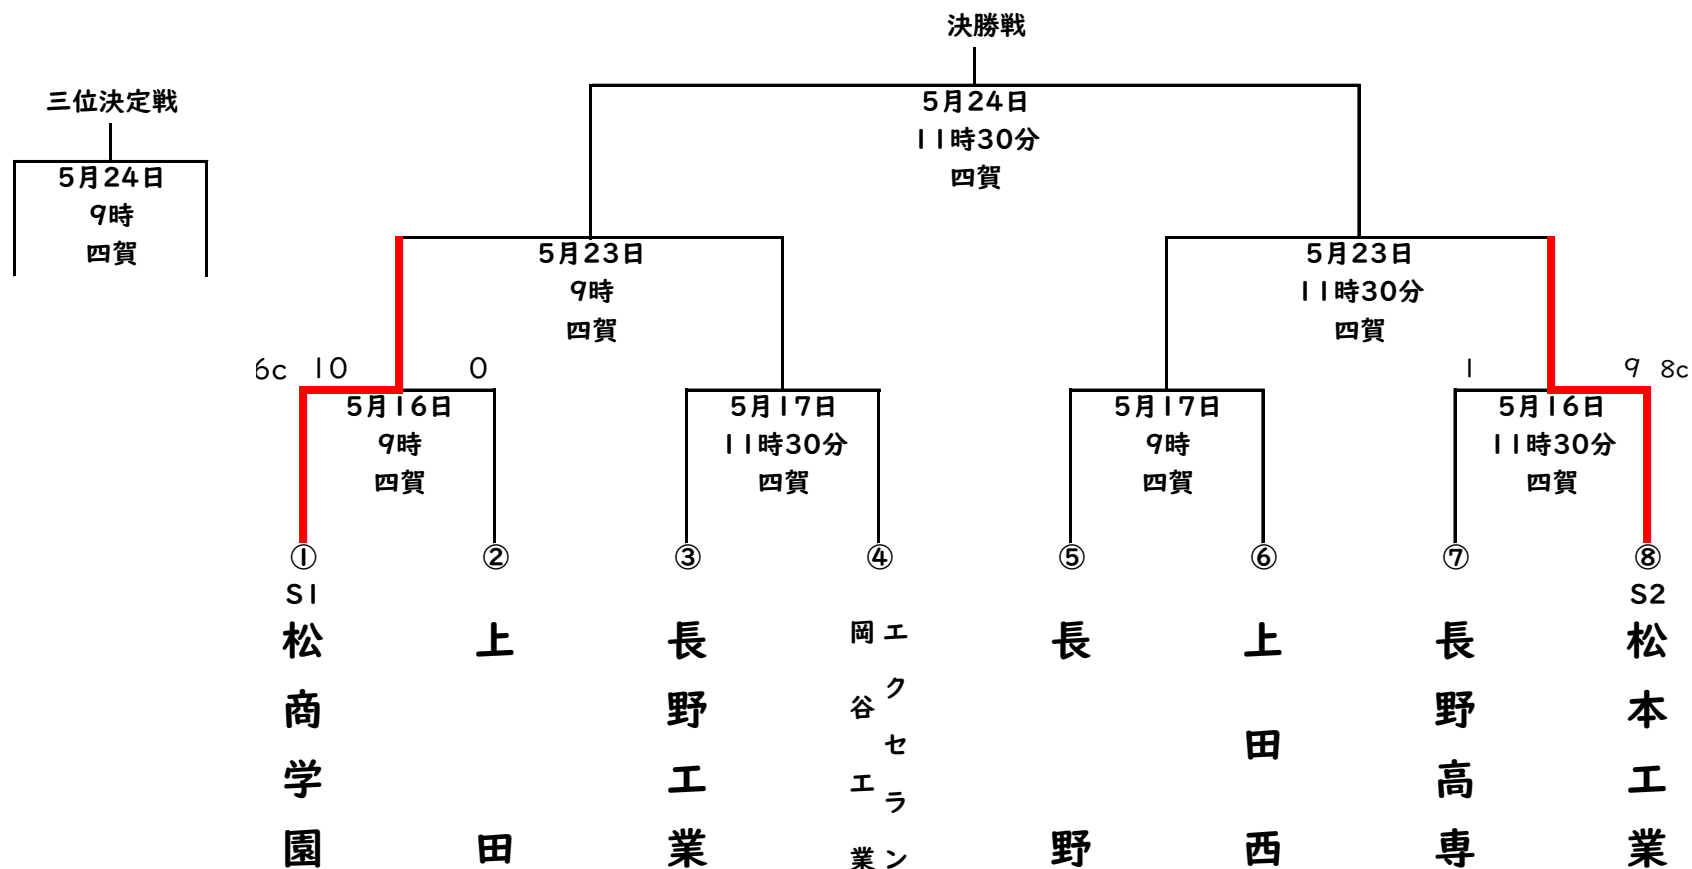 決勝戦
5月24日
11時30分
四賀
三位決定戦
5月24日
9時
四賀
5月23日
9時
四賀
5月23日
11時30分
四賀
6c 10 0
1 9 8c
5月16日
9時
四賀
5月17日
11時30分
四賀
5月17日
9時
四賀
5月16日
11時30分
四賀
① ② ③ ④ ⑤ ⑥ ⑦ ⑧
S1
S2
松商学園
上田
長野工業
エクセラン
岡谷工業
長野
上田西
長野高専
松本工業